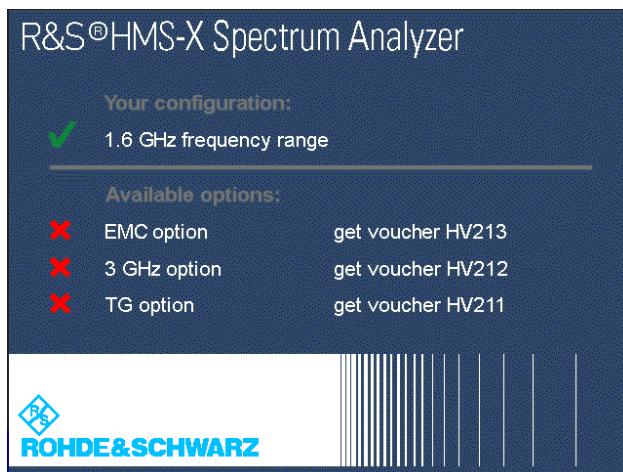 R&S®HMS-X Spectrum Analyzer
Your configuration:
1.6 GHz frequency range
Available options:
EMC option get voucher HV213
3 GHz option get voucher HV212
TG option get voucher HV211
R&S
ROHDE&SCHWARZ